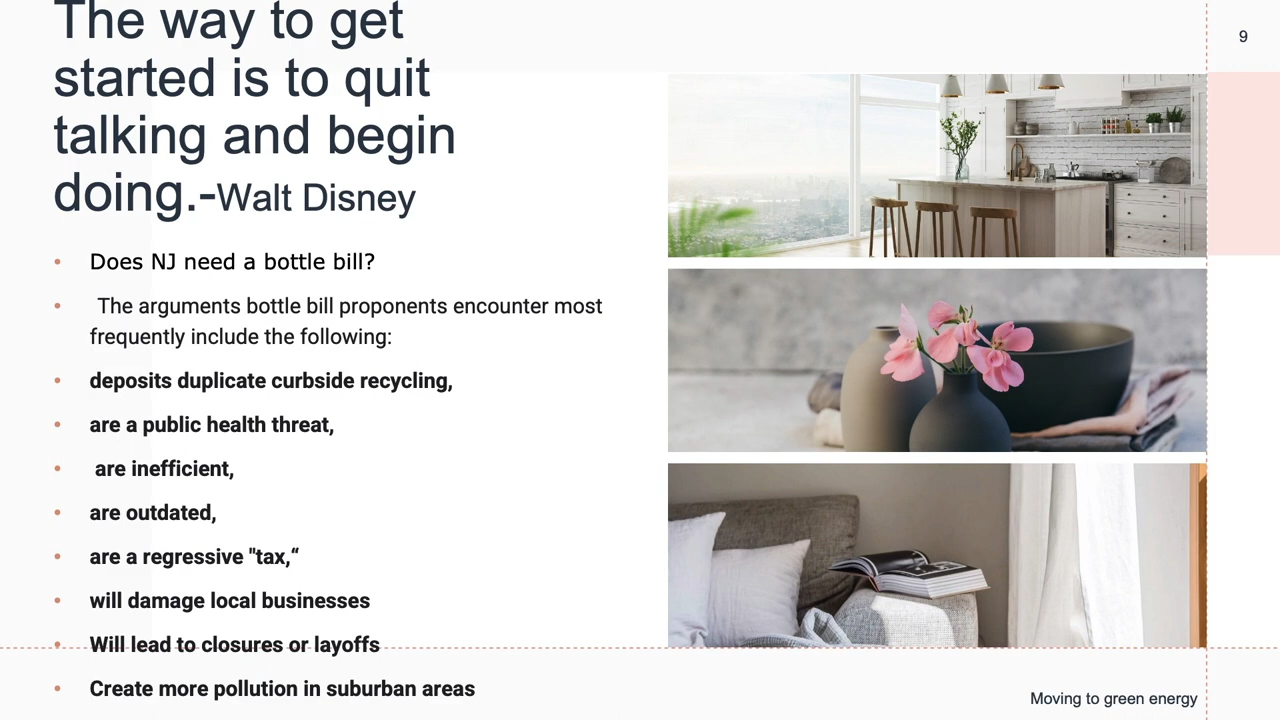 The way to get
started is to quit
talking and begin
doing.-Walt Disney
9
• Does NJ need a bottle bill?
• The arguments bottle bill proponents encounter most
frequently include the following:
• deposits duplicate curbside recycling,
• are a public health threat,
• are inefficient,
• are outdated,
• are a regressive "tax,“
• will damage local businesses
• Will lead to closures or layoffs
• Create more pollution in suburban areas
Moving to green energy